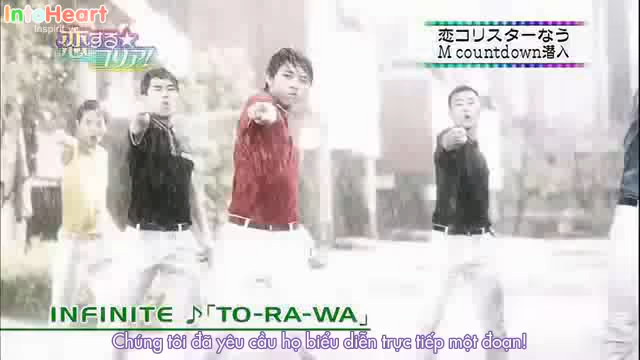 IntoHeart
Inspirit.vn
恋する★
コリア!
恋コリスターなう
M countdown潜入
INFINITE ♪「TO-RA-WA」
Chúng tôi đã yêu cầu họ biểu diễn trực tiếp một đoạn!